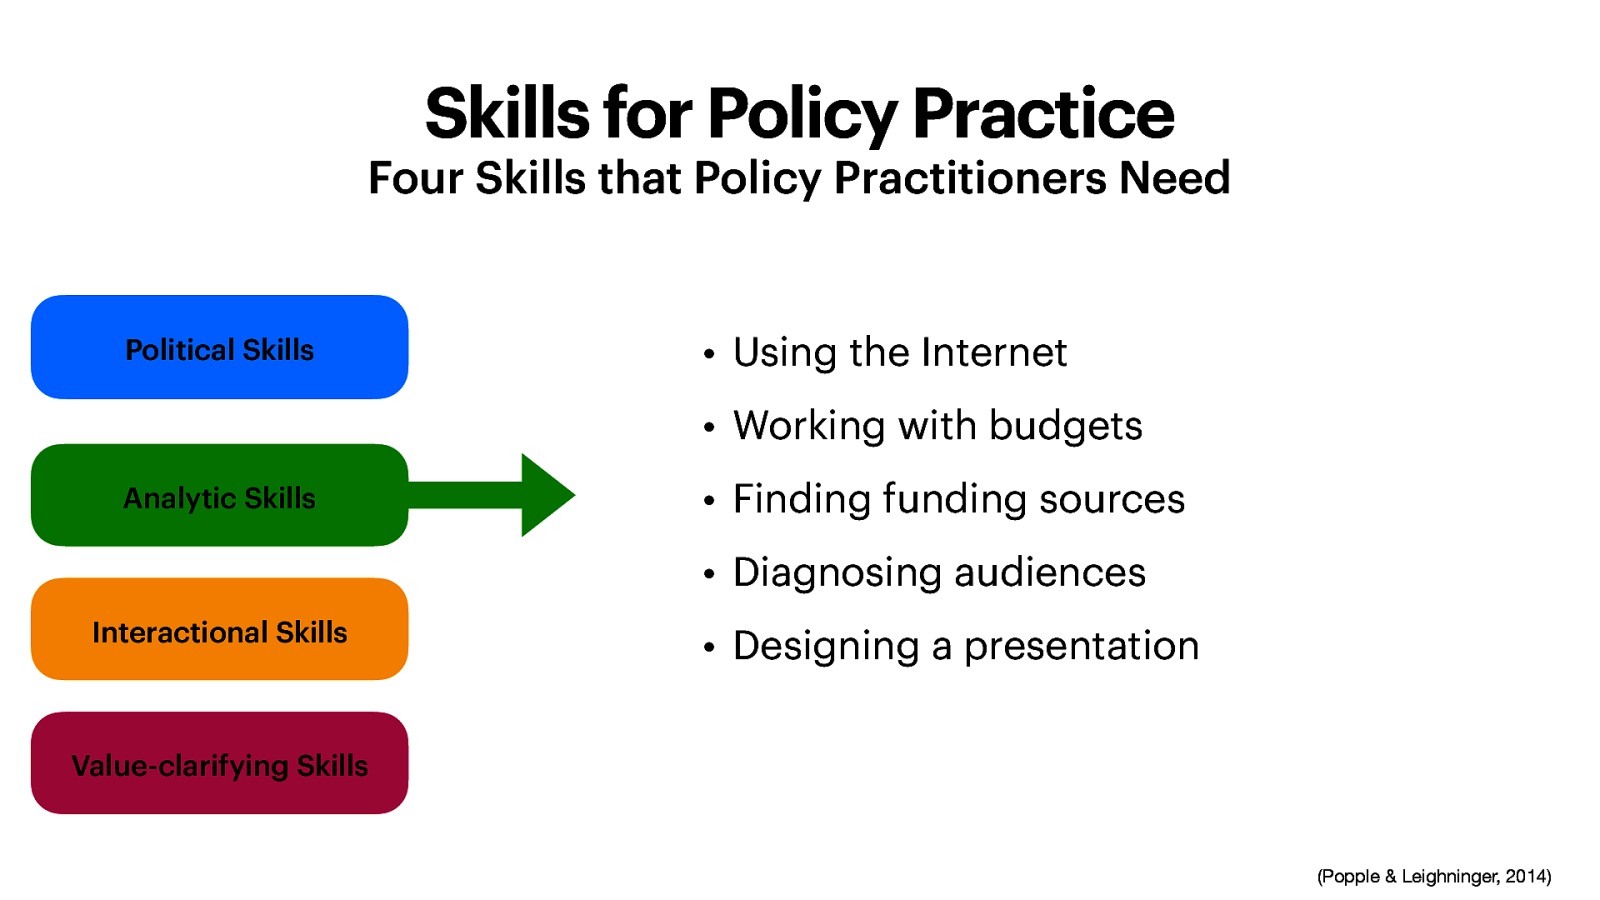 Skills for Policy Practice
Four Skills that Policy Practitioners Need
Political Skills
Analytic Skills
Interactional Skills
Value-clarifying Skills
• Using the Internet
• Working with budgets
• Finding funding sources
• Diagnosing audiences
• Designing a presentation
(Popple & Leighninger, 2014)